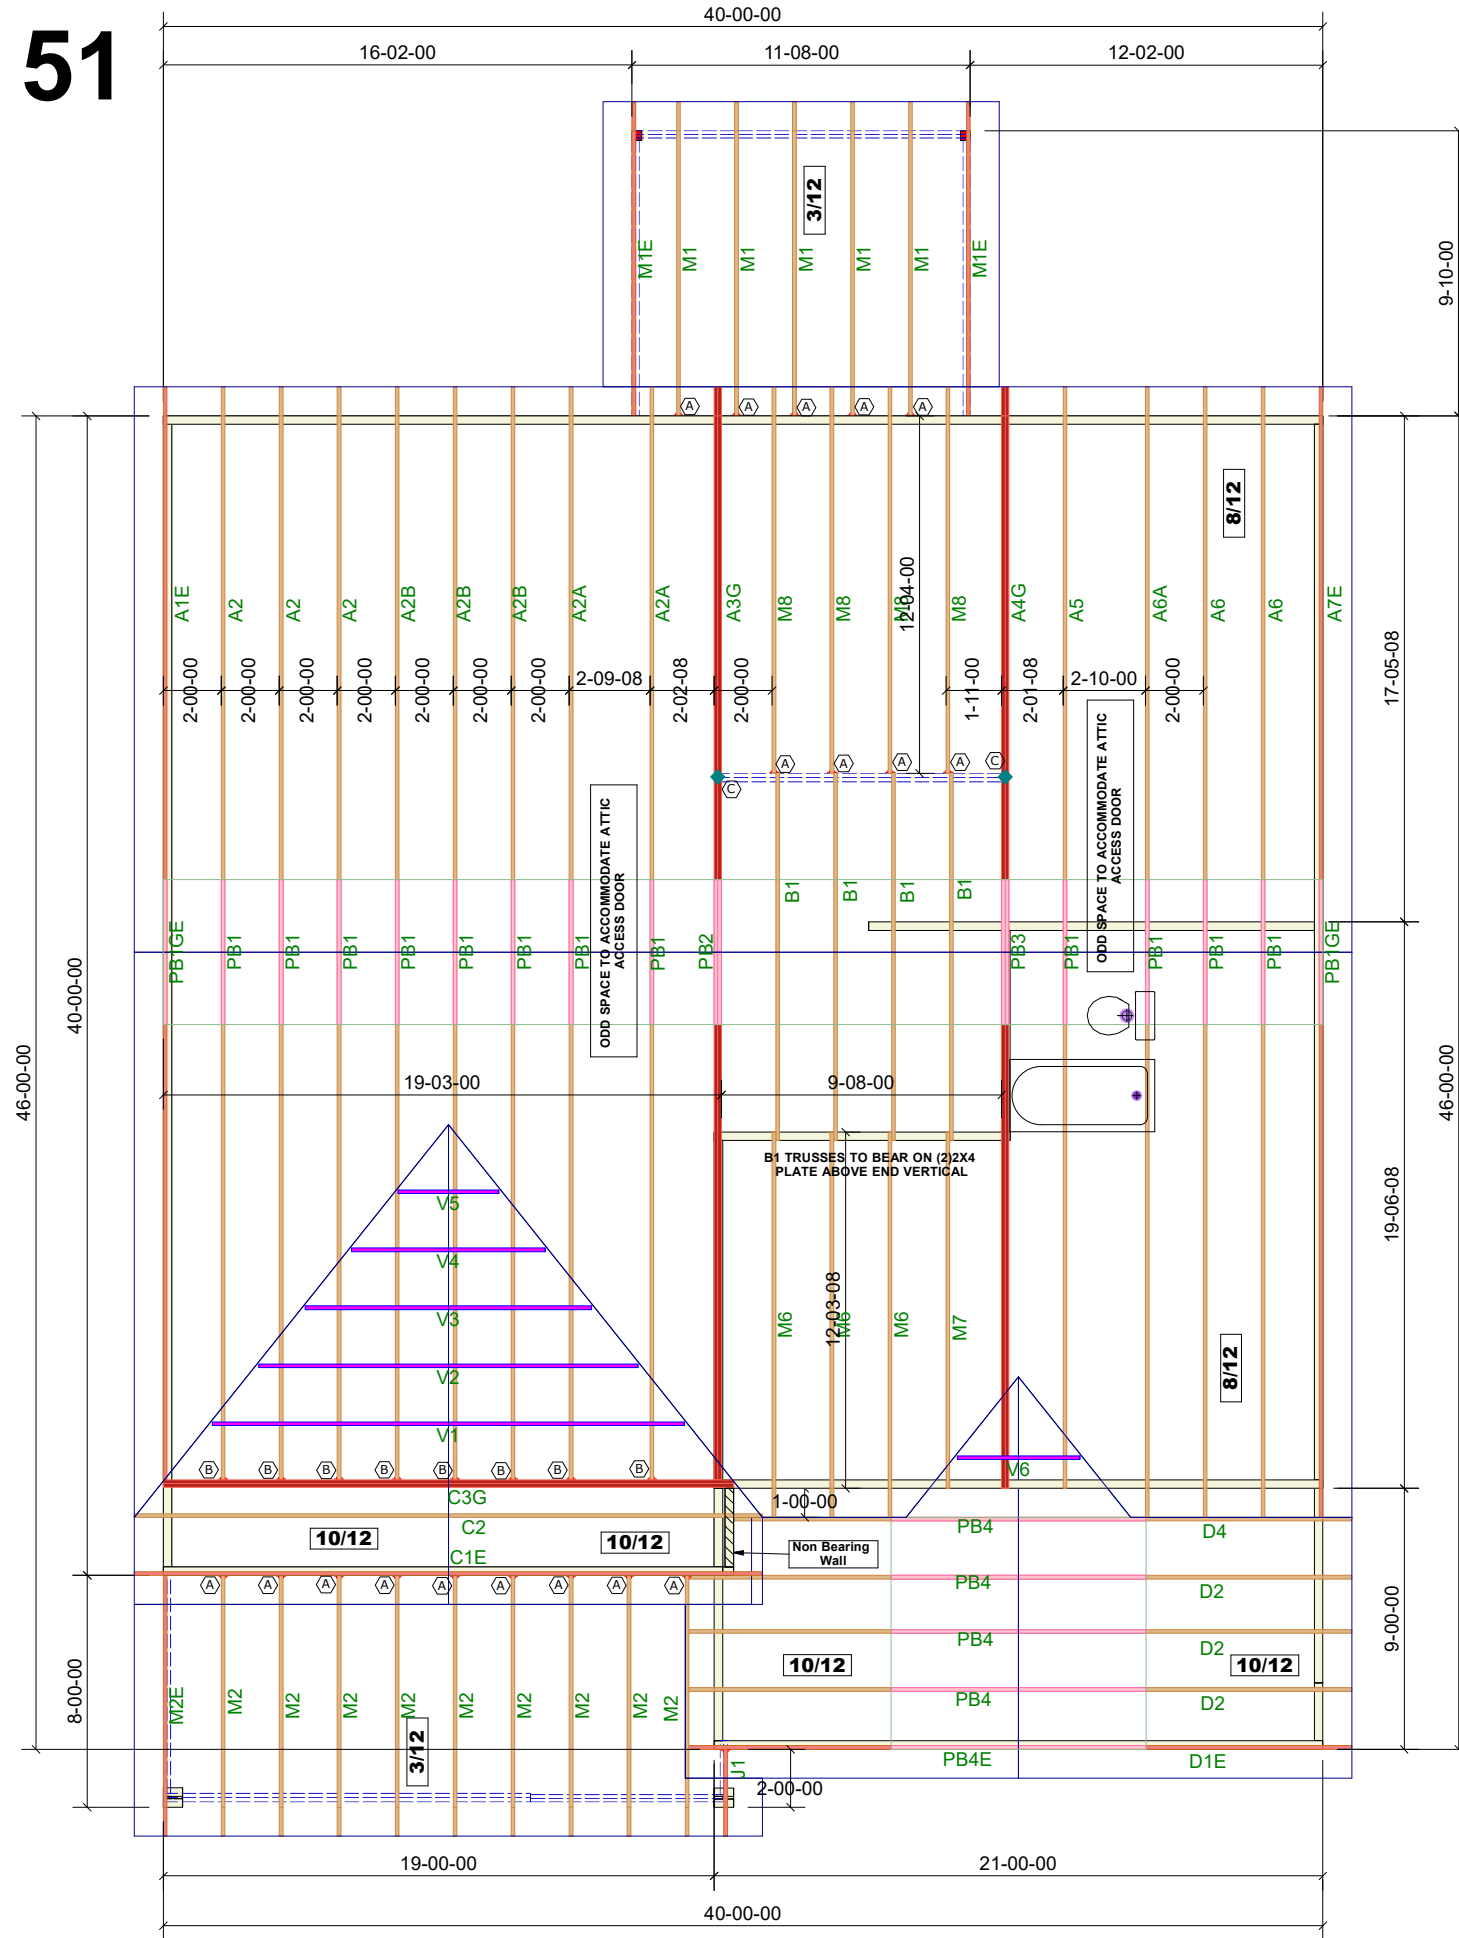 51
40-00-00
16-02-00
11-08-00
12-02-00
3/12
M1E
M1
M1
M1
M1
M1
M1E
9-10-00
A
A
A
A
A
8/12
A1E
A2
A2
A2
A2B
A2B
A2B
A2A
A2A
A3G
M8
M8
M8
M8
A4G
A5
A6A
A6
A6
A7E
12-04-00
17-05-08
2-00-00
2-00-00
2-00-00
2-00-00
2-00-00
2-00-00
2-00-00
2-09-08
2-02-08
2-00-00
1-11-00
2-01-08
2-10-00
2-00-00
A
A
A
A
C
C
ODD SPACE TO ACCOMMODATE ATTIC
ACCESS DOOR
ODD SPACE TO ACCOMMODATE ATTIC
ACCESS DOOR
B1
B1
B1
B1
PB1GE
PB1
PB1
PB1
PB1
PB1
PB1
PB1
PB1
PB2
PB3
PB1
PB1
PB1
PB1
PB1GE
40-00-00
46-00-00
46-00-00
19-03-00
9-08-00
B1 TRUSSES TO BEAR ON (2)2X4
PLATE ABOVE END VERTICAL
V5
V4
V3
V2
V1
M6
M6
M6
M7
12-03-08
19-06-08
8/12
V6
B
B
B
B
B
B
B
B
C3G
C2
C1E
10/12
10/12
1-00-00
Non Bearing
Wall
PB4
D4
PB4
D2
PB4
D2
PB4
D2
PB4E
D1E
10/12
10/12
9-00-00
A
A
A
A
A
A
A
A
A
8-00-00
M2E
M2
M2
M2
M2
M2
M2
M2
M2
M2
3/12
J1
2-00-00
19-00-00
21-00-00
40-00-00